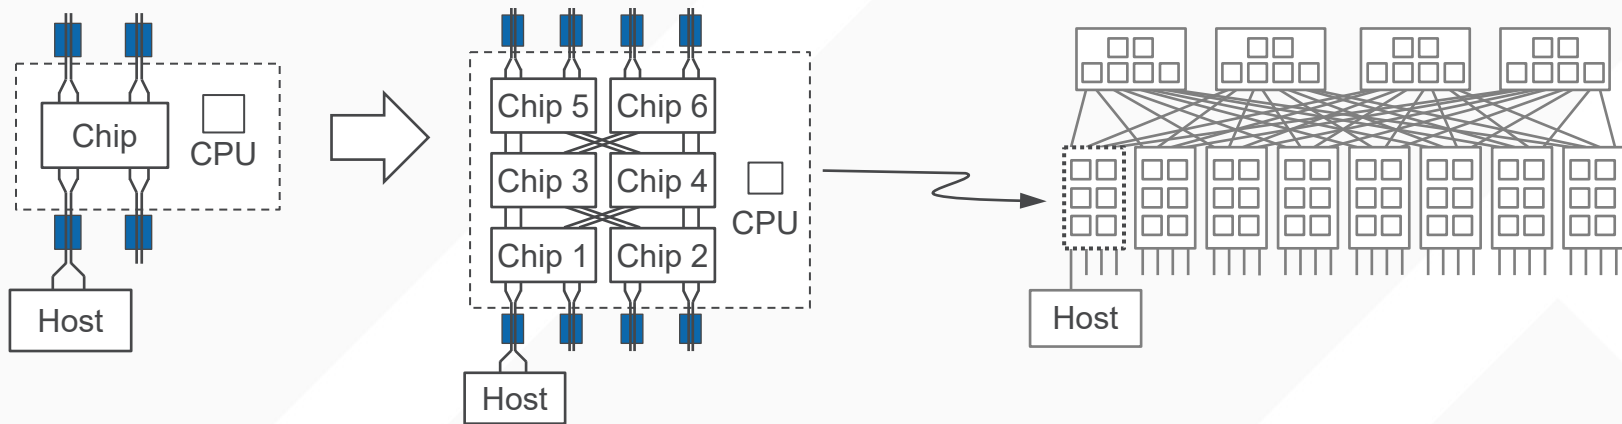 Chip
CPU
Host
Chip 5
Chip 6
Chip 3
Chip 4
CPU
Chip 1
Chip 2
Host
Host